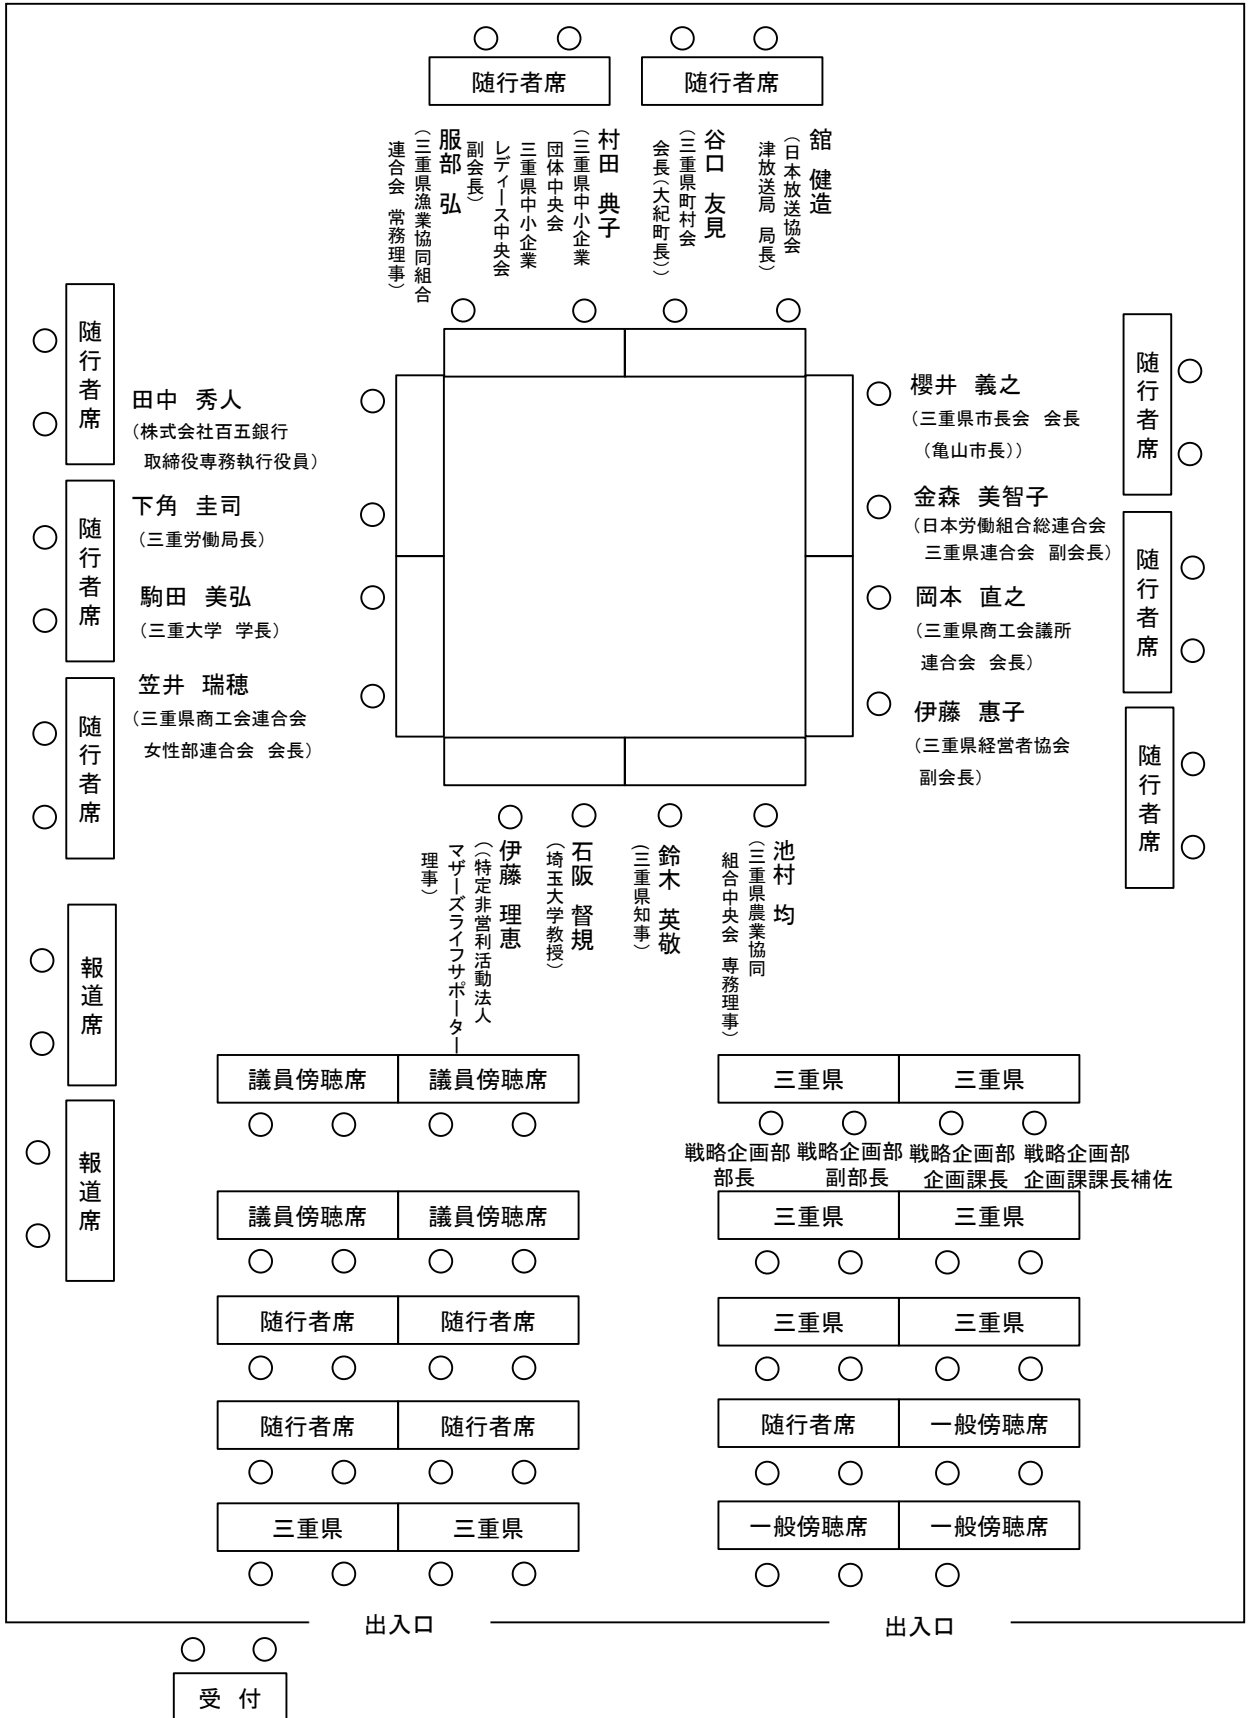 随行者席
随行者席
舘 健造
（日本放送協会
津放送局 局長）
谷口 友見
（三重県町村会
会長（大紀町長））
村田 典子
（三重県中小企業
団体中央会
三重県中小企業
レディース中央会
副会長）
服部 弘
（三重県漁業協同組合
連合会 常務理事）
随行者席
随行者席
随行者席
田中 秀人
（株式会社百五銀行
取締役専務執行役員）
下角 圭司
（三重労働局長）
駒田 美弘
（三重大学 学長）
笠井 瑞穂
（三重県商工会連合会
女性部連合会 会長）
櫻井 義之
（三重県市長会 会長
（亀山市長））
金森 美智子
（日本労働組合総連合会
三重県連合会 副会長）
岡本 直之
（三重県商工会議所
連合会 会長）
伊藤 惠子
（三重県経営者協会
副会長）
随行者席
随行者席
随行者席
池村 均
（三重県農業協同
組合中央会 専務理事）
鈴木 英敬
（三重県知事）
石阪 督規
（埼玉大学教授）
伊藤 理恵
（（特定非営利活動法人
マザーズライフサポーター
理事）
報道席
報道席
議員傍聴席 議員傍聴席
議員傍聴席 議員傍聴席
随行者席 随行者席
随行者席 随行者席
三重県 三重県
三重県 三重県
戦略企画部 戦略企画部 戦略企画部 戦略企画部
部長 副部長 企画課長 企画課課長補佐
三重県 三重県
三重県 三重県
随行者席 一般傍聴席
一般傍聴席 一般傍聴席
出入口 出入口
受 付